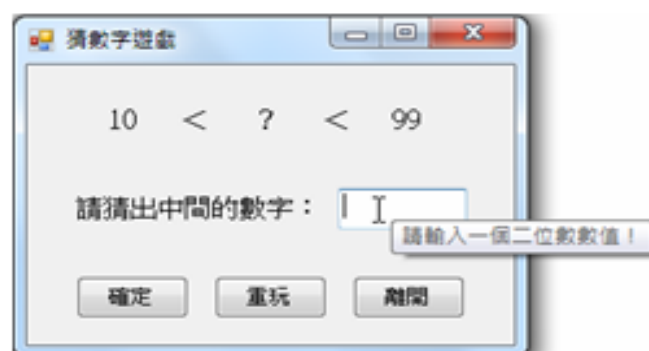 猜數字遊戲
10 < ? < 99
請猜出中間的數字：
請輸入一個二位數數值！
確定 重玩 離開